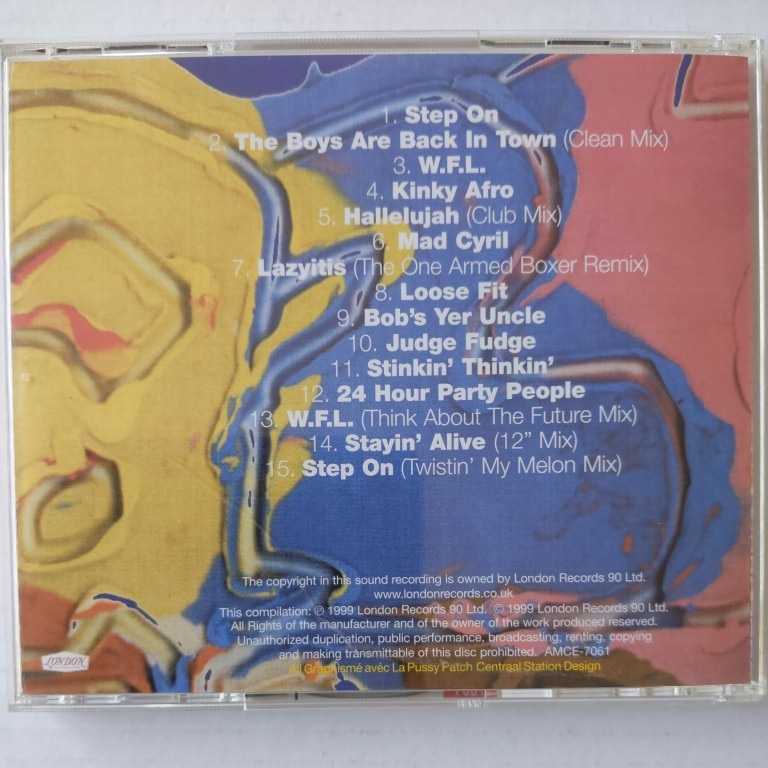 1. Step On
2. The Boys Are Back In Town (Clean Mix)
3. W.F.L.
4. Kinky Afro
5. Hallelujah (Club Mix)
6. Mad Cyril
7. Lazyitis (The One Armed Boxer Remix)
8. Loose Fit
9. Bob's Yer Uncle
10. Judge Fudge
11. Stinkin' Thinkin'
12. 24 Hour Party People
13. W.F.L. (Think About The Future Mix)
14. Stayin' Alive (12" Mix)
15. Step On (Twistin' My Melon Mix)
The copyright in this sound recording is owned by London Records 90 Ltd.
www.londonrecords.co.uk
This compilation: ℗ 1999 London Records 90 Ltd. © 1999 London Records 90 Ltd.
All Rights of the manufacturer and of the owner of the work produced reserved.
Unauthorized duplication, public performance, broadcasting, renting, copying
and making transmittable of this disc prohibited. AMCE-7061
All Graphismé avèc La Pussy Patch Centraal Station Design
LONDON